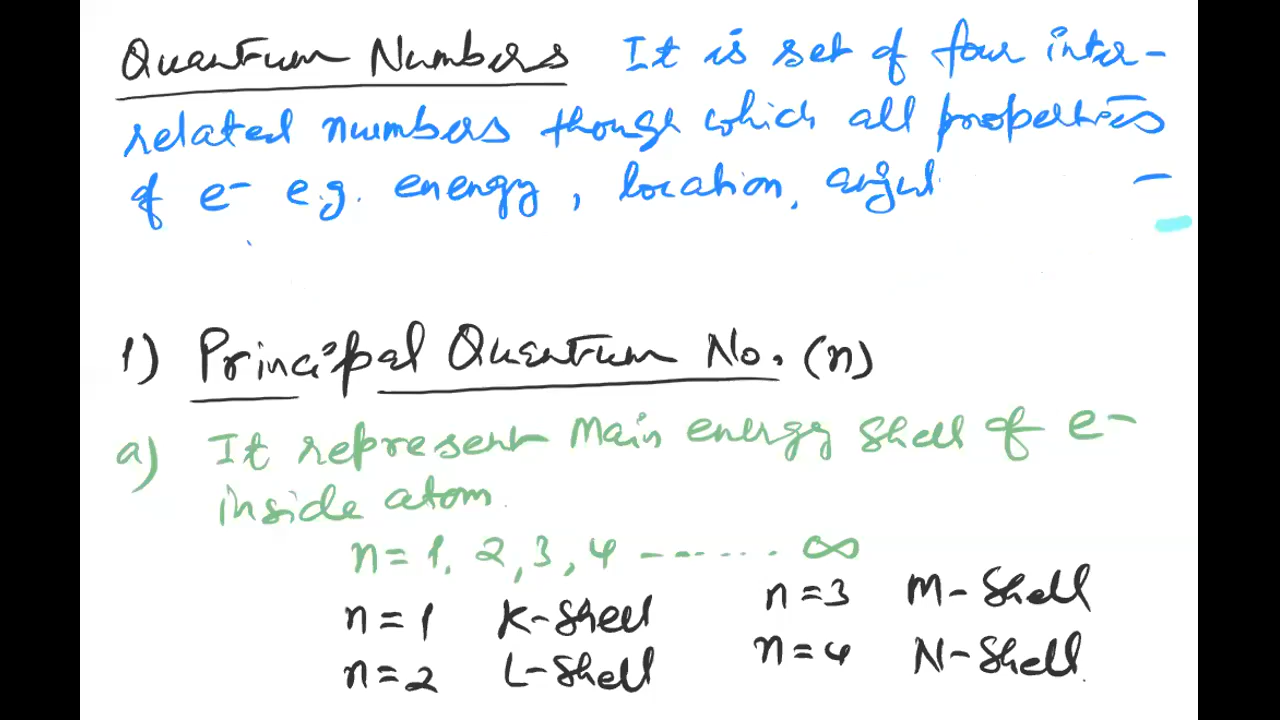 Quantum Numbers It is set of four inter-
related numbers though which all properties
of e- e.g. energy, location,
1) Principal Quantum No. (n)
a) It represent Main energy shell of e-
inside atom.
n = 1, 2, 3, 4 ------- ∞
n = 1 K-Shell n = 3 M-Shell
n = 2 L-Shell n = 4 N-Shell